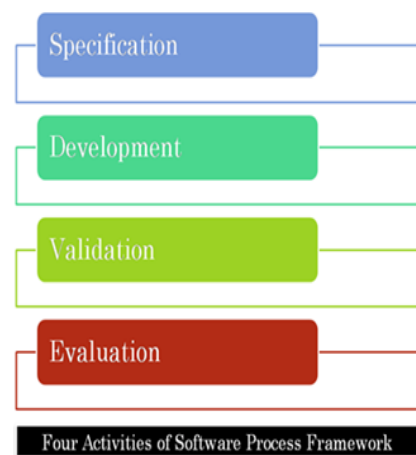 Specification
Development
Validation
Evaluation
Four Activities of Software Process Framework